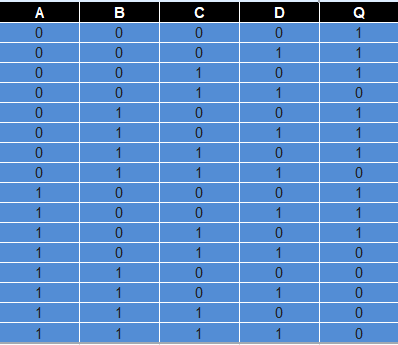 A B C D Q
0 0 0 0 1
0 0 0 1 1
0 0 1 0 1
0 0 1 1 0
0 1 0 0 1
0 1 0 1 1
0 1 1 0 1
0 1 1 1 0
1 0 0 0 1
1 0 0 1 1
1 0 1 0 1
1 0 1 1 0
1 1 0 0 0
1 1 0 1 0
1 1 1 0 0
1 1 1 1 0